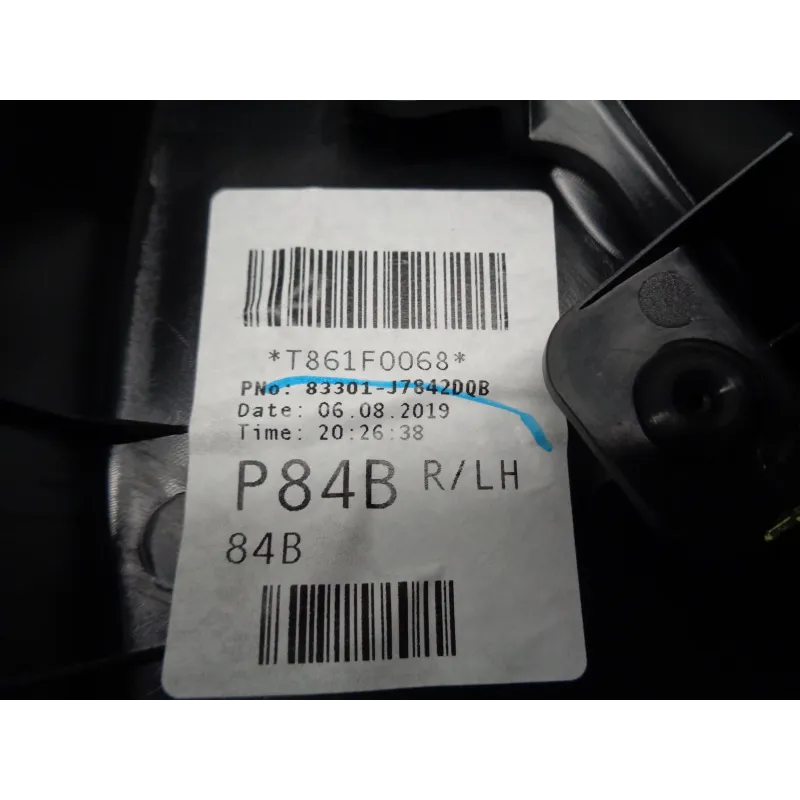 *T861F0068*
PNo: 83301-J7842DQB
Date: 06.08.2019
Time: 20:26:38
P84B R/LH
84B